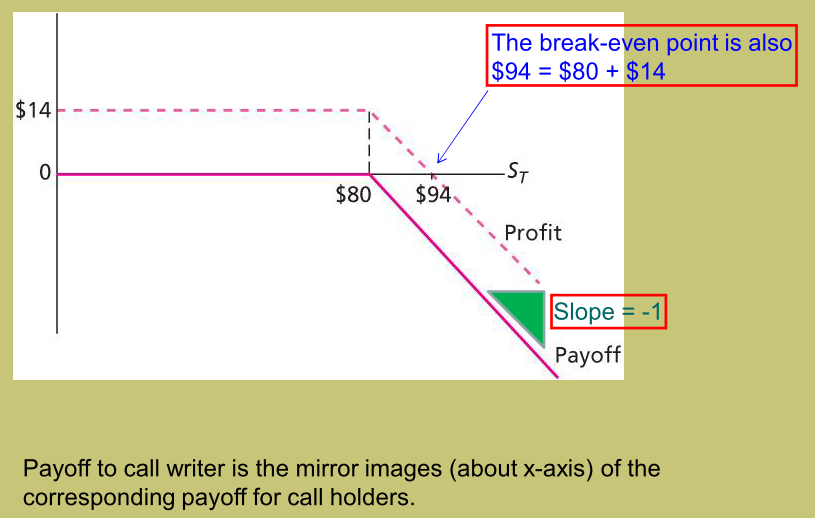 The break-even point is also
$94 = $80 + $14
$14
0
S_T
$80
$94
Profit
Slope = -1
Payoff
Payoff to call writer is the mirror images (about x-axis) of the
corresponding payoff for call holders.